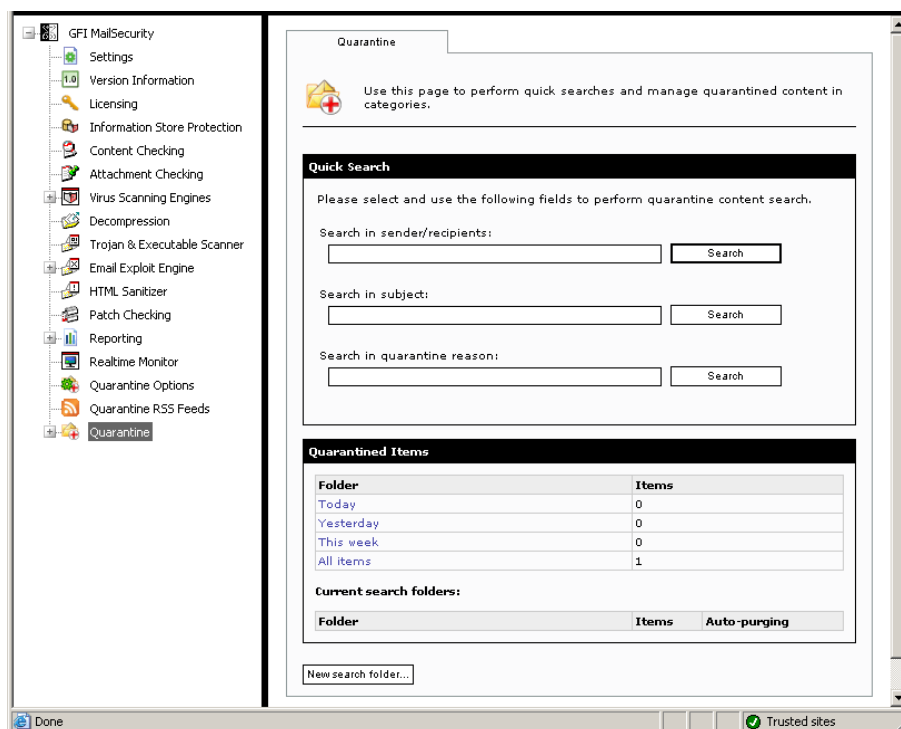 GFI MailSecurity
Settings
1.0 Version Information
Licensing
Information Store Protection
Content Checking
Attachment Checking
Virus Scanning Engines
Decompression
Trojan & Executable Scanner
Email Exploit Engine
HTML Sanitizer
Patch Checking
Reporting
Realtime Monitor
Quarantine Options
Quarantine RSS Feeds
Quarantine
Quarantine
Use this page to perform quick searches and manage quarantined content in
categories.
Quick Search
Please select and use the following fields to perform quarantine content search.
Search in sender/recipients:
Search
Search in subject:
Search
Search in quarantine reason:
Search
Quarantined Items
Folder Items
Today 0
Yesterday 0
This week 0
All items 1
Current search folders:
Folder Items Auto-purging
New search folder...
Done Trusted sites